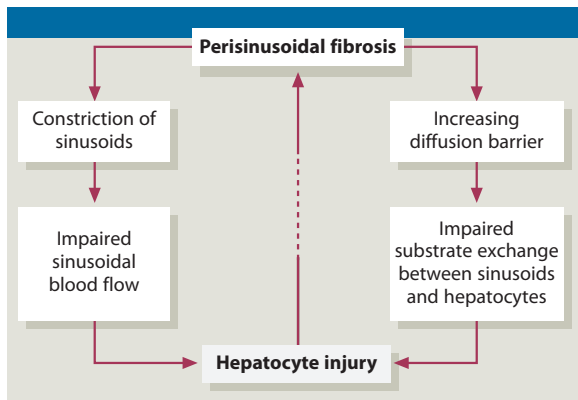 Perisinusoidal fibrosis
Constriction of
sinusoids
Increasing
diffusion barrier
Impaired
sinusoidal
blood flow
Impaired
substrate exchange
between sinusoids
and hepatocytes
Hepatocyte injury